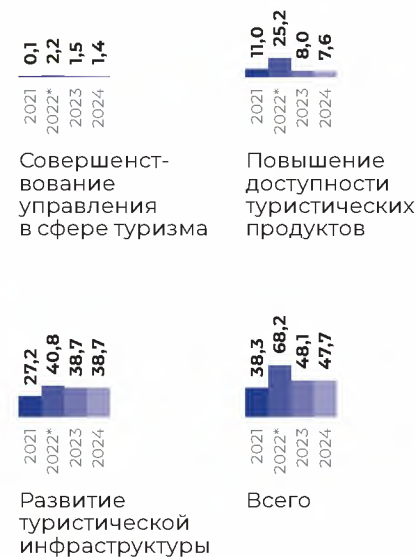 0,1 2,2 1,5 1,4
2021 2022* 2023 2024
Совершенст-
вование
управления
в сфере туризма
11,0 25,2 8,0 7,6
2021 2022* 2023 2024
Повышение
доступности
туристических
продуктов
27,2 40,8 38,7 38,7
2021 2022* 2023 2024
Развитие
туристической
инфраструктуры
38,3 68,2 48,1 47,7
2021 2022* 2023 2024
Всего